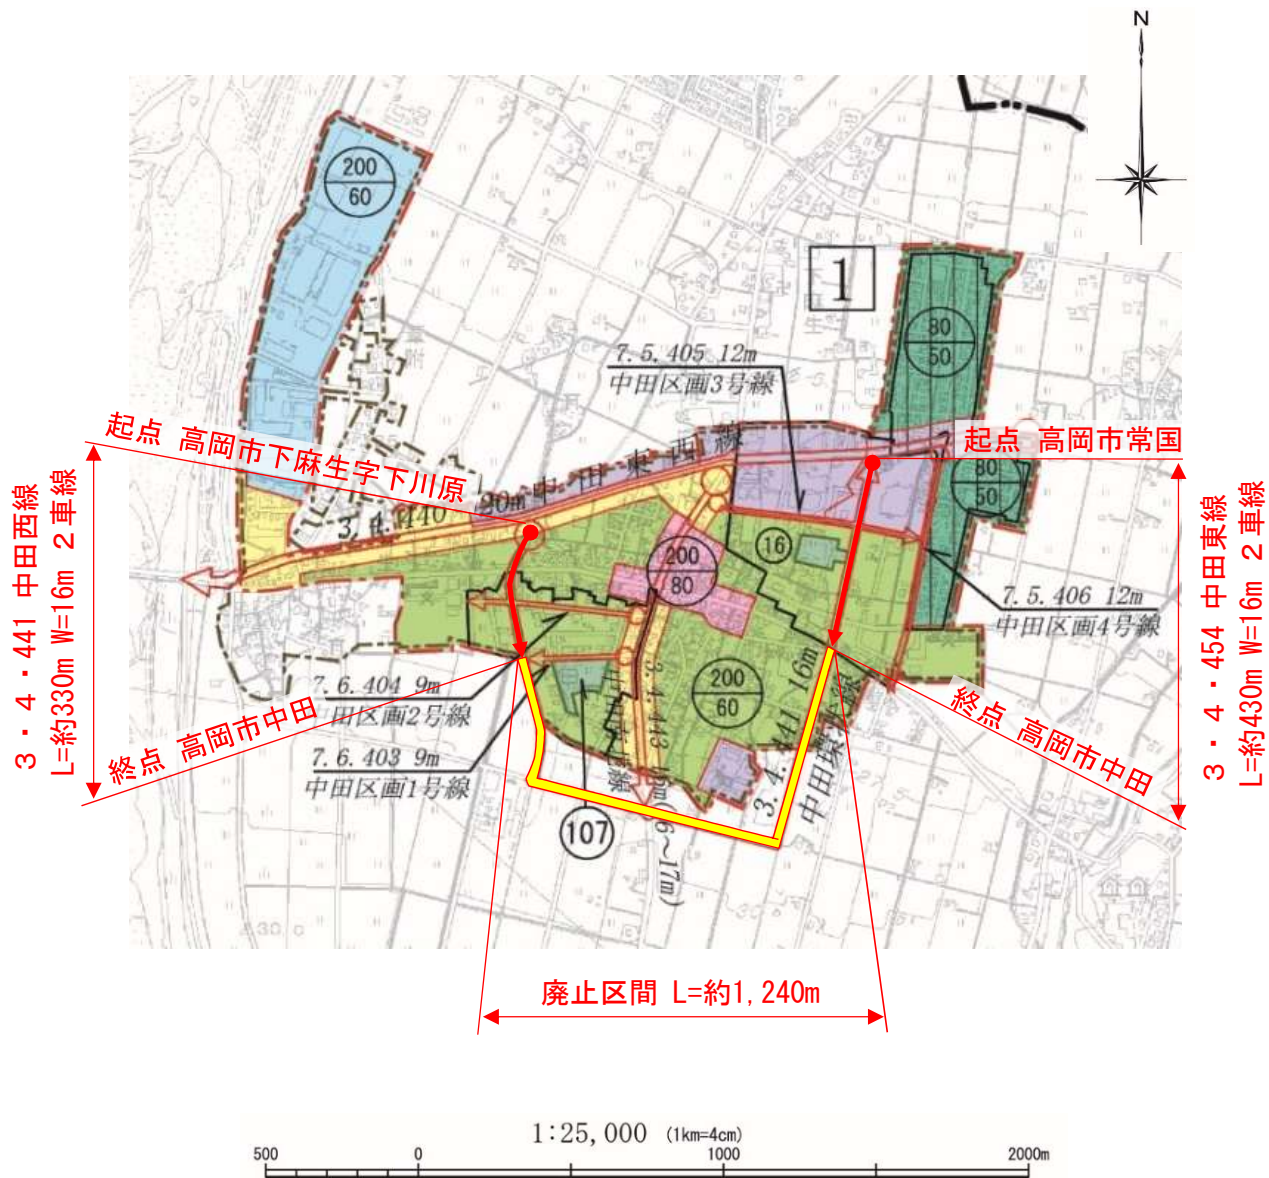 N
200
60
1
80
50
7.5.405 12m
中田区画3号線
起点 高岡市下麻生字下川原
起点 高岡市常国
3・4・441 中田西線
L=約330m W=16m 2車線
3・4・454 中田東線
L=約430m W=16m 2車線
3.4.440 20m 中田東西線
80
50
16
200
80
7.5.406 12m
中田区画4号線
7.6.404 9m
田区画2号線
200
60
3.4.441 16m
終点 高岡市中田
終点 高岡市中田
7.6.403 9m
中田区画1号線
3.4.443
(16~17m)
107
廃止区間 L=約1,240m
1:25,000 (1km=4cm)
500 0 1000 2000m